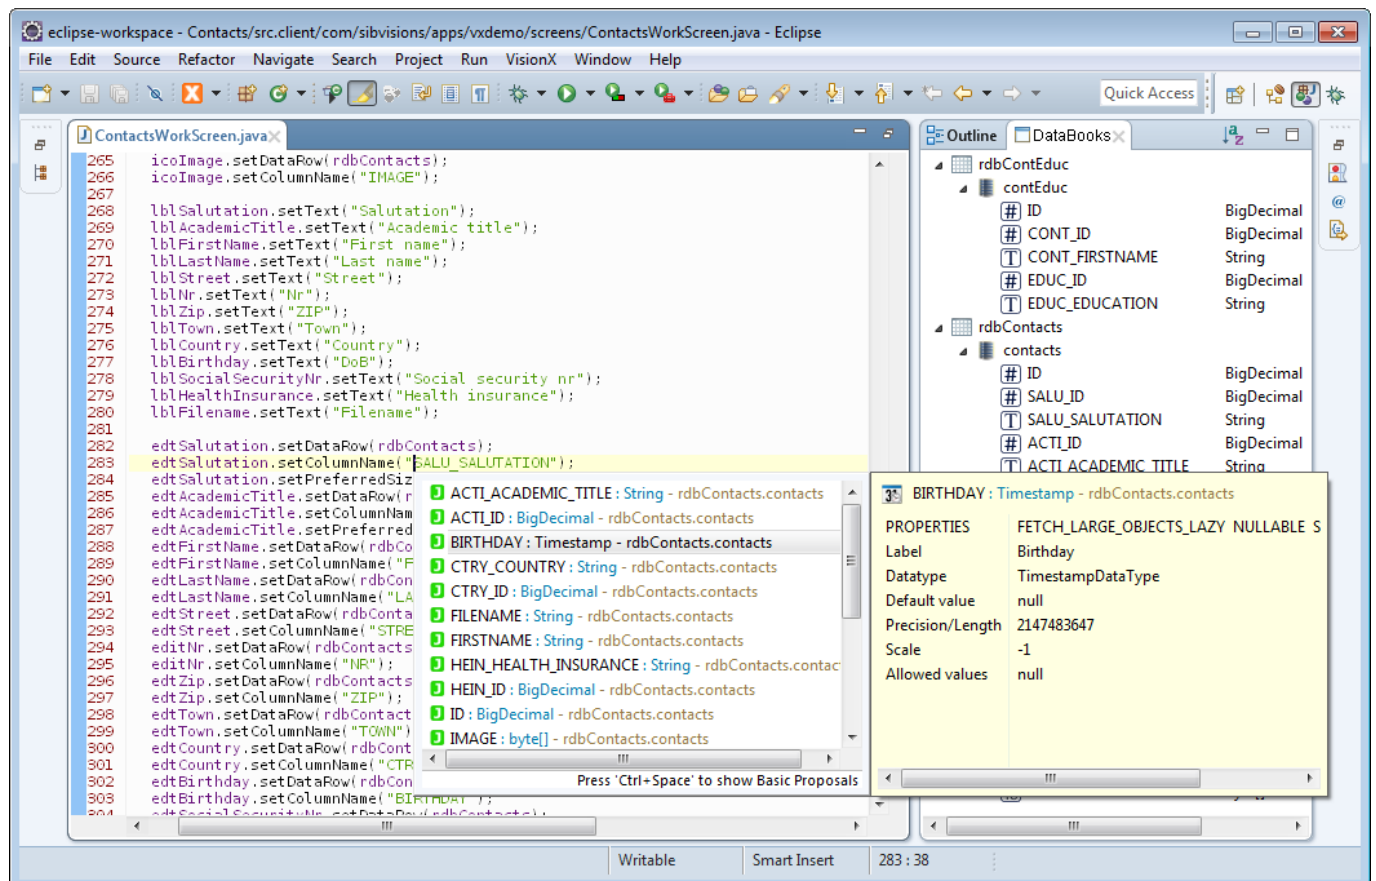 eclipse-workspace - Contacts/src.client/com/sibvisions/apps/vxdemo/screens/ContactsWorkScreen.java - Eclipse
File Edit Source Refactor Navigate Search Project Run VisionX Window Help
Quick Access
ContactsWorkScreen.java
265 icoImage.setDataRow(rdbContacts);
266 icoImage.setColumnName("IMAGE");
267
268 lblSalutation.setText("Salutation");
269 lblAcademicTitle.setText("Academic title");
270 lblFirstName.setText("First name");
271 lblLastName.setText("Last name");
272 lblStreet.setText("Street");
273 lblNr.setText("Nr");
274 lblZip.setText("ZIP");
275 lblTown.setText("Town");
276 lblCountry.setText("Country");
277 lblBirthday.setText("DoB");
278 lblSocialSecurityNr.setText("Social security nr");
279 lblHealthInsurance.setText("Health insurance");
280 lblFilename.setText("Filename");
281
282 edtSalutation.setDataRow(rdbContacts);
283 edtSalutation.setColumnName("SALU_SALUTATION");
284 edtSalutation.setPreferredSiz
285 edtAcademicTitle.setDataRow(r
286 edtAcademicTitle.setColumnNam
287 edtAcademicTitle.setPreferred
288 edtFirstName.setDataRow(rdbCo
289 edtFirstName.setColumnName("F
290 edtLastName.setDataRow(rdbCon
291 edtLastName.setColumnName("LA
292 edtStreet.setDataRow(rdbConta
293 edtStreet.setColumnName("STRE
294 editNr.setDataRow(rdbContacts
295 editNr.setColumnName("NR");
296 edtZip.setDataRow(rdbContacts
297 edtZip.setColumnName("ZIP");
298 edtTown.setDataRow(rdbContact
299 edtTown.setColumnName("TOWN")
300 edtCountry.setDataRow(rdbCont
301 edtCountry.setColumnName("CTR
302 edtBirthday.setDataRow(rdbCon
303 edtBirthday.setColumnName("BIRTHDAY");
304 edtSocialSecurityNr.setDataRow(rdbContacts);
ACTI_ACADEMIC_TITLE : String - rdbContacts.contacts
ACTI_ID : BigDecimal - rdbContacts.contacts
BIRTHDAY : Timestamp - rdbContacts.contacts
CTRY_COUNTRY : String - rdbContacts.contacts
CTRY_ID : BigDecimal - rdbContacts.contacts
FILENAME : String - rdbContacts.contacts
FIRSTNAME : String - rdbContacts.contacts
HEIN_HEALTH_INSURANCE : String - rdbContacts.contac
HEIN_ID : BigDecimal - rdbContacts.contacts
ID : BigDecimal - rdbContacts.contacts
IMAGE : byte[] - rdbContacts.contacts
Press 'Ctrl+Space' to show Basic Proposals
Outline DataBooks
rdbContEduc
contEduc
# ID BigDecimal
# CONT_ID BigDecimal
T CONT_FIRSTNAME String
# EDUC_ID BigDecimal
T EDUC_EDUCATION String
rdbContacts
contacts
# ID BigDecimal
# SALU_ID BigDecimal
T SALU_SALUTATION String
# ACTI_ID BigDecimal
T ACTI_ACADEMIC_TITLE String
BIRTHDAY : Timestamp - rdbContacts.contacts
PROPERTIES FETCH_LARGE_OBJECTS_LAZY NULLABLE S
Label Birthday
Datatype TimestampDataType
Default value null
Precision/Length 2147483647
Scale -1
Allowed values null
Writable Smart Insert 283 : 38